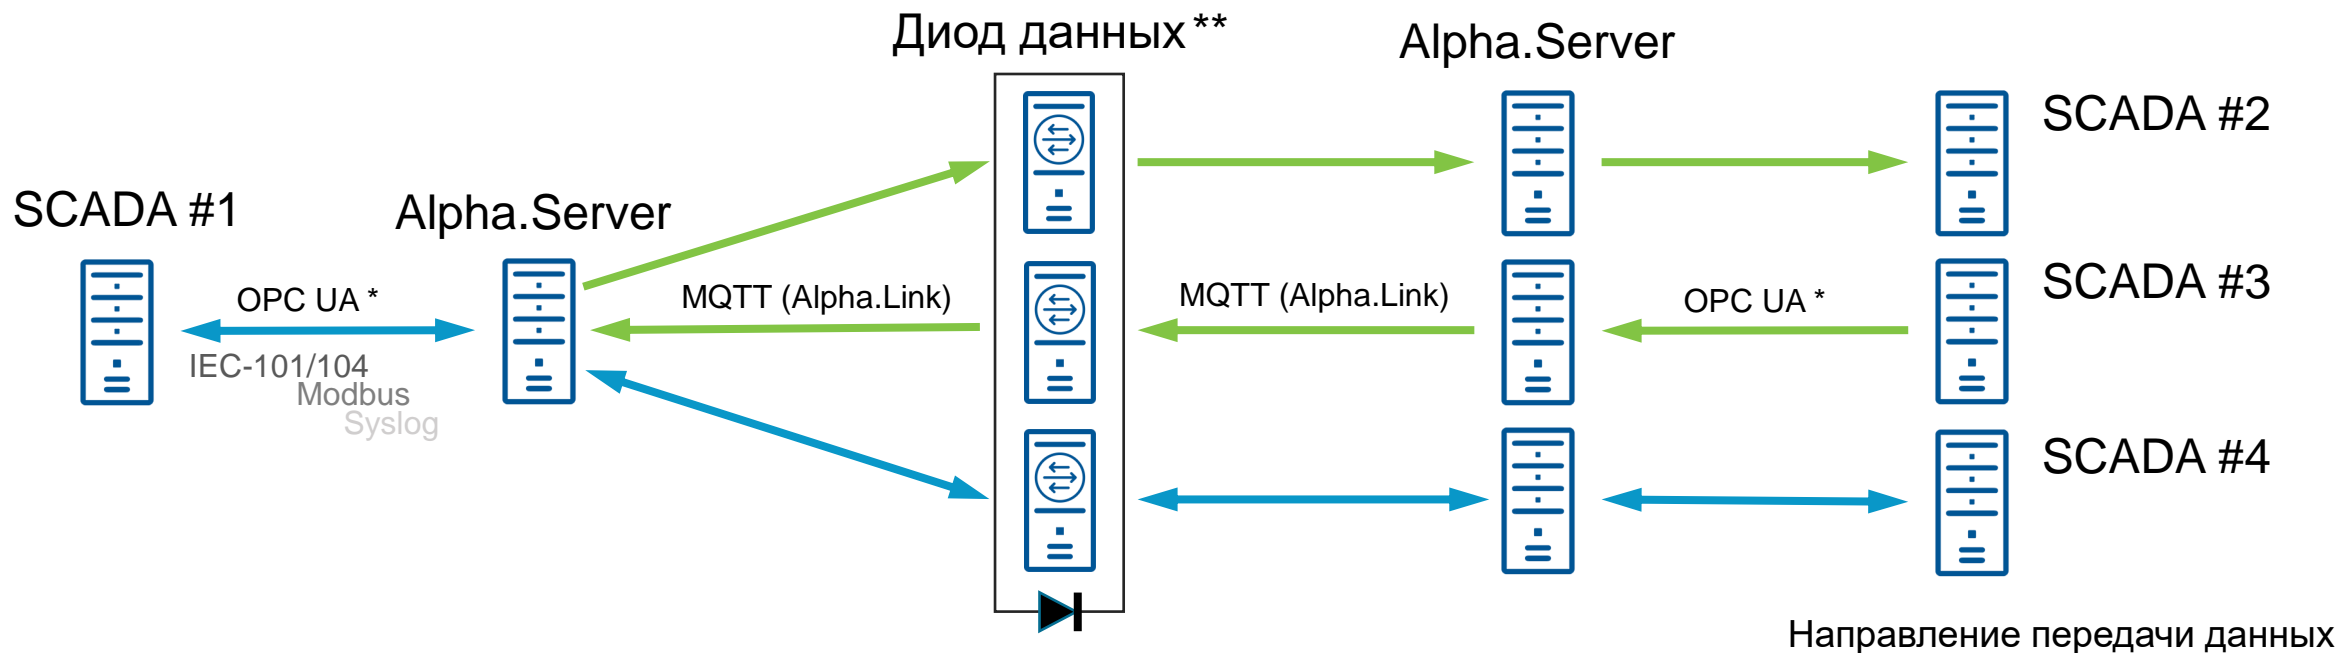 Диод данных **
Alpha.Server
SCADA #2
SCADA #1
Alpha.Server
SCADA #3
OPC UA *
MQTT (Alpha.Link)
MQTT (Alpha.Link)
OPC UA *
IEC-101/104
Modbus
Syslog
SCADA #4
Направление передачи данных